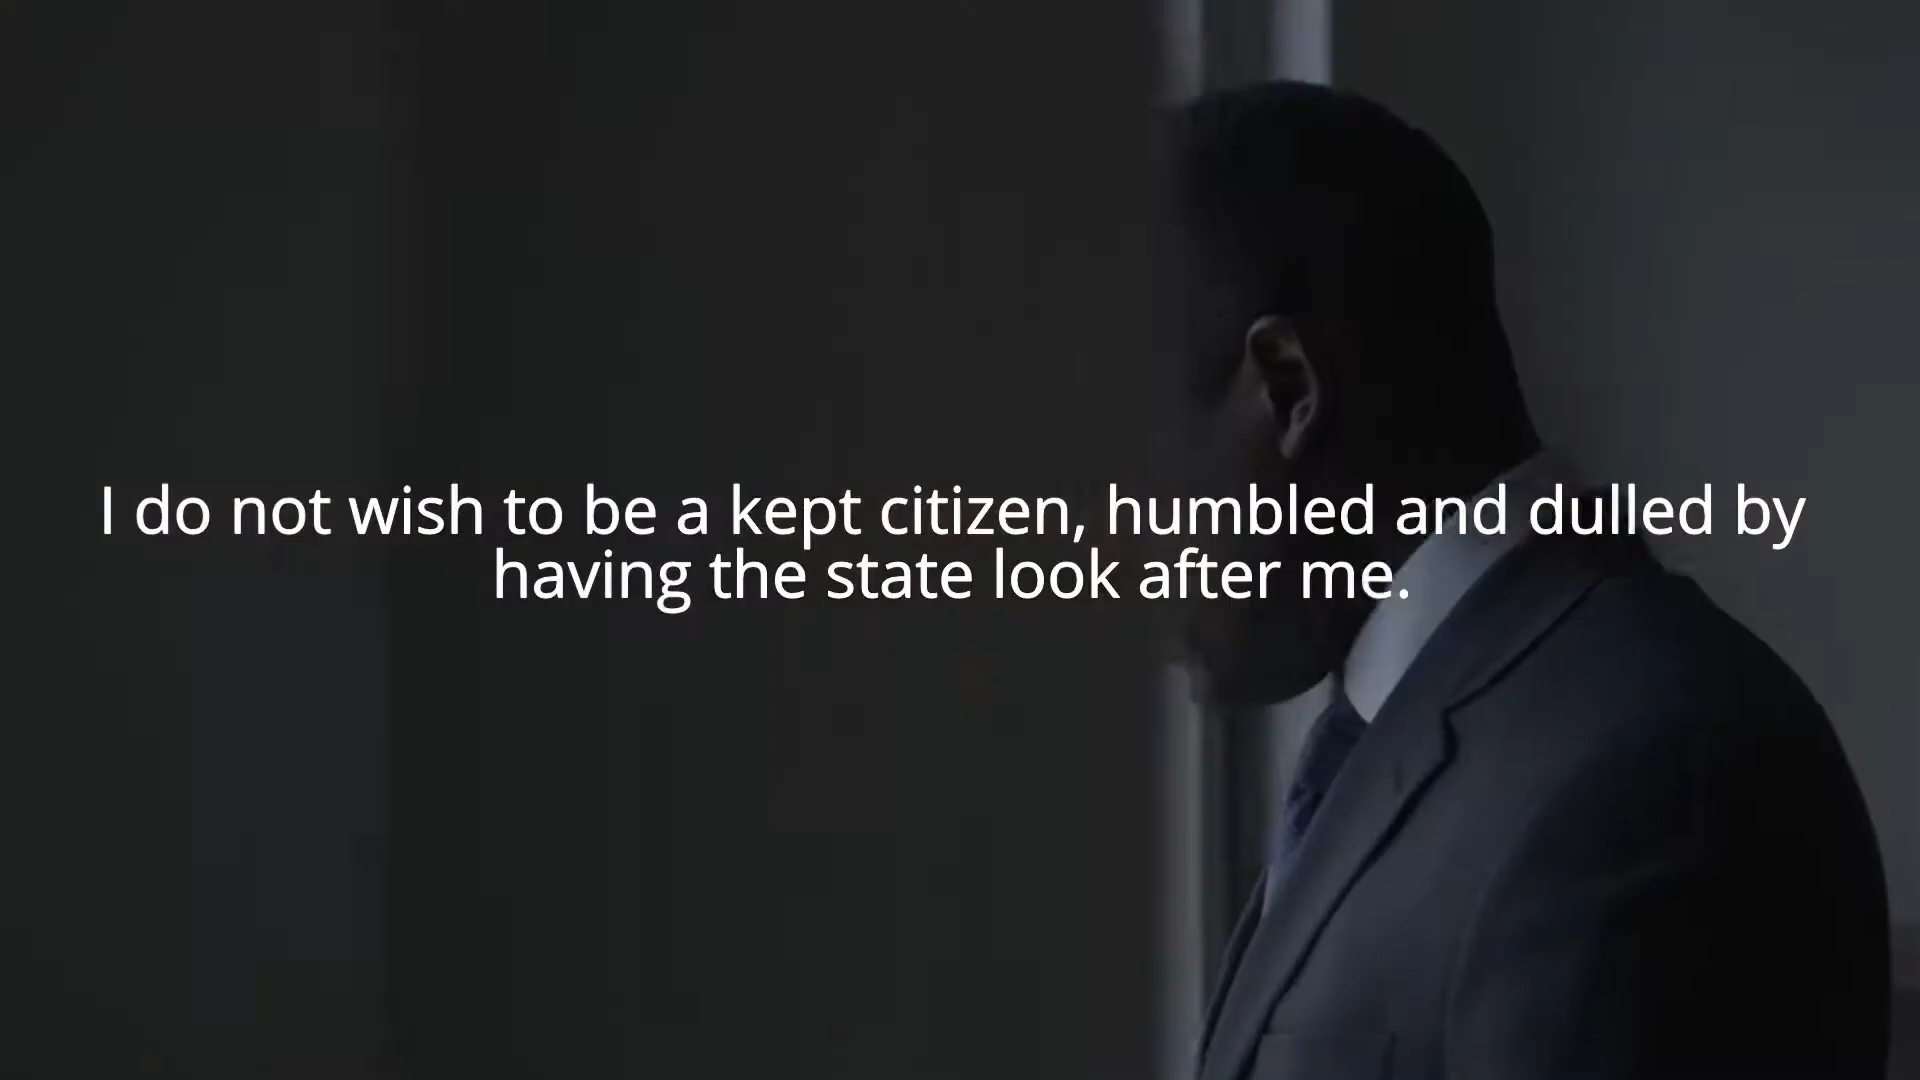 I do not wish to be a kept citizen, humbled and dulled by
having the state look after me.